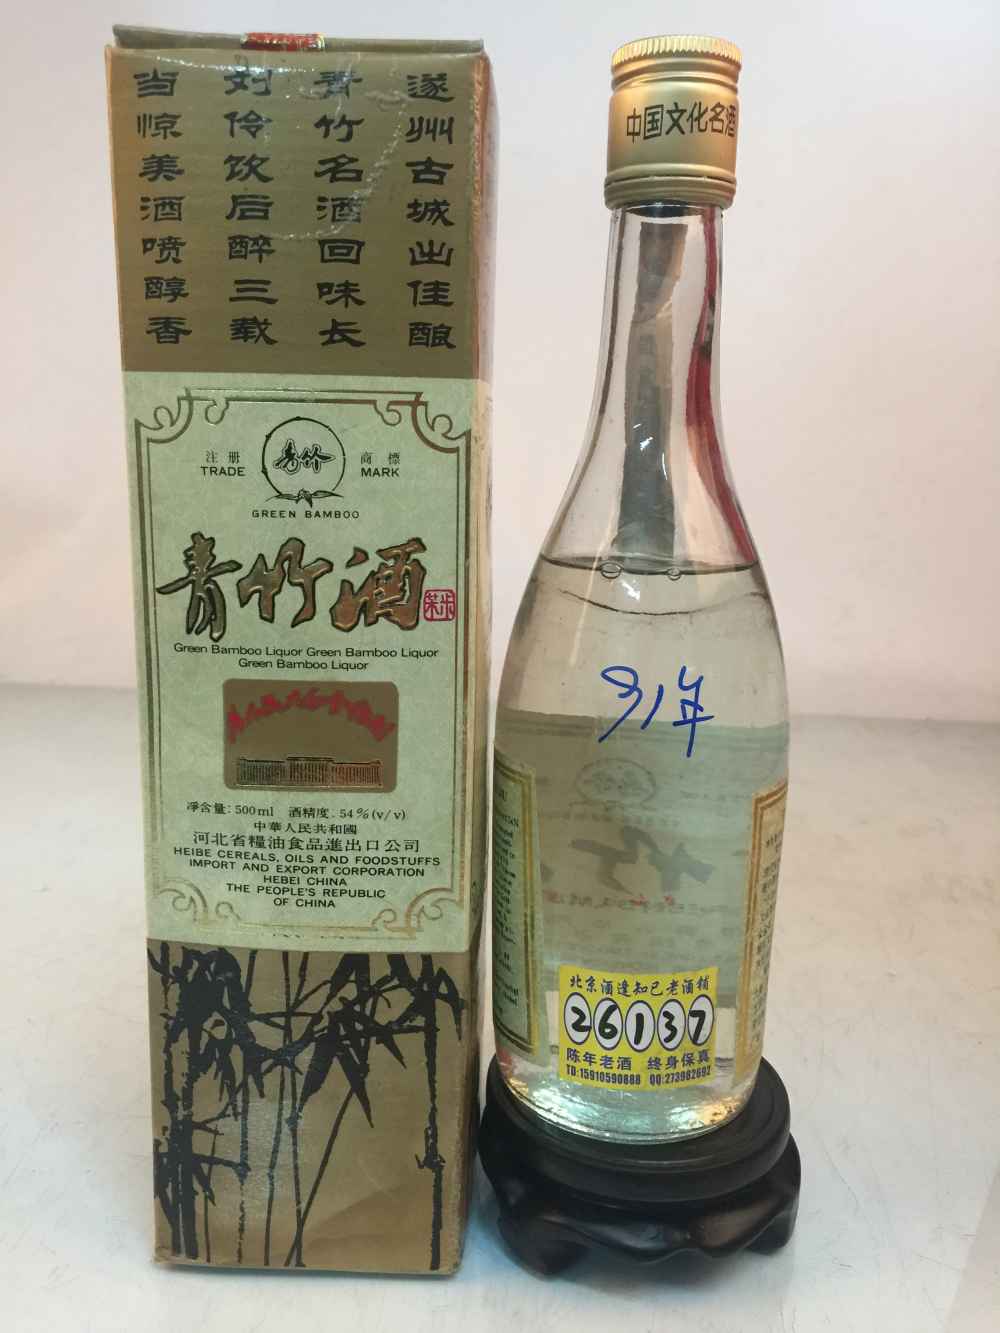 遂州古城出佳酿
青竹名酒回味长
刘伶饮后醉三载
当惊美酒喷醇香
注册 商標
TRADE MARK
青竹
GREEN BAMBOO
青竹酒
Green Bamboo Liquor Green Bamboo Liquor
Green Bamboo Liquor
净含量: 500ml 酒精度. 54%(v/v)
中華人民共和國
河北省糧油食品進出口公司
HEIBE CEREALS, OILS AND FOODSTUFFS
IMPORT AND EXPORT CORPORATION
HEBEI CHINA
THE PEOPLE'S REPUBLIC
OF CHINA
中国文化名酒
91年
北京酒逢知已老酒铺
26137
陈年老酒 终身保真
TD:15910590888 QQ:273982692